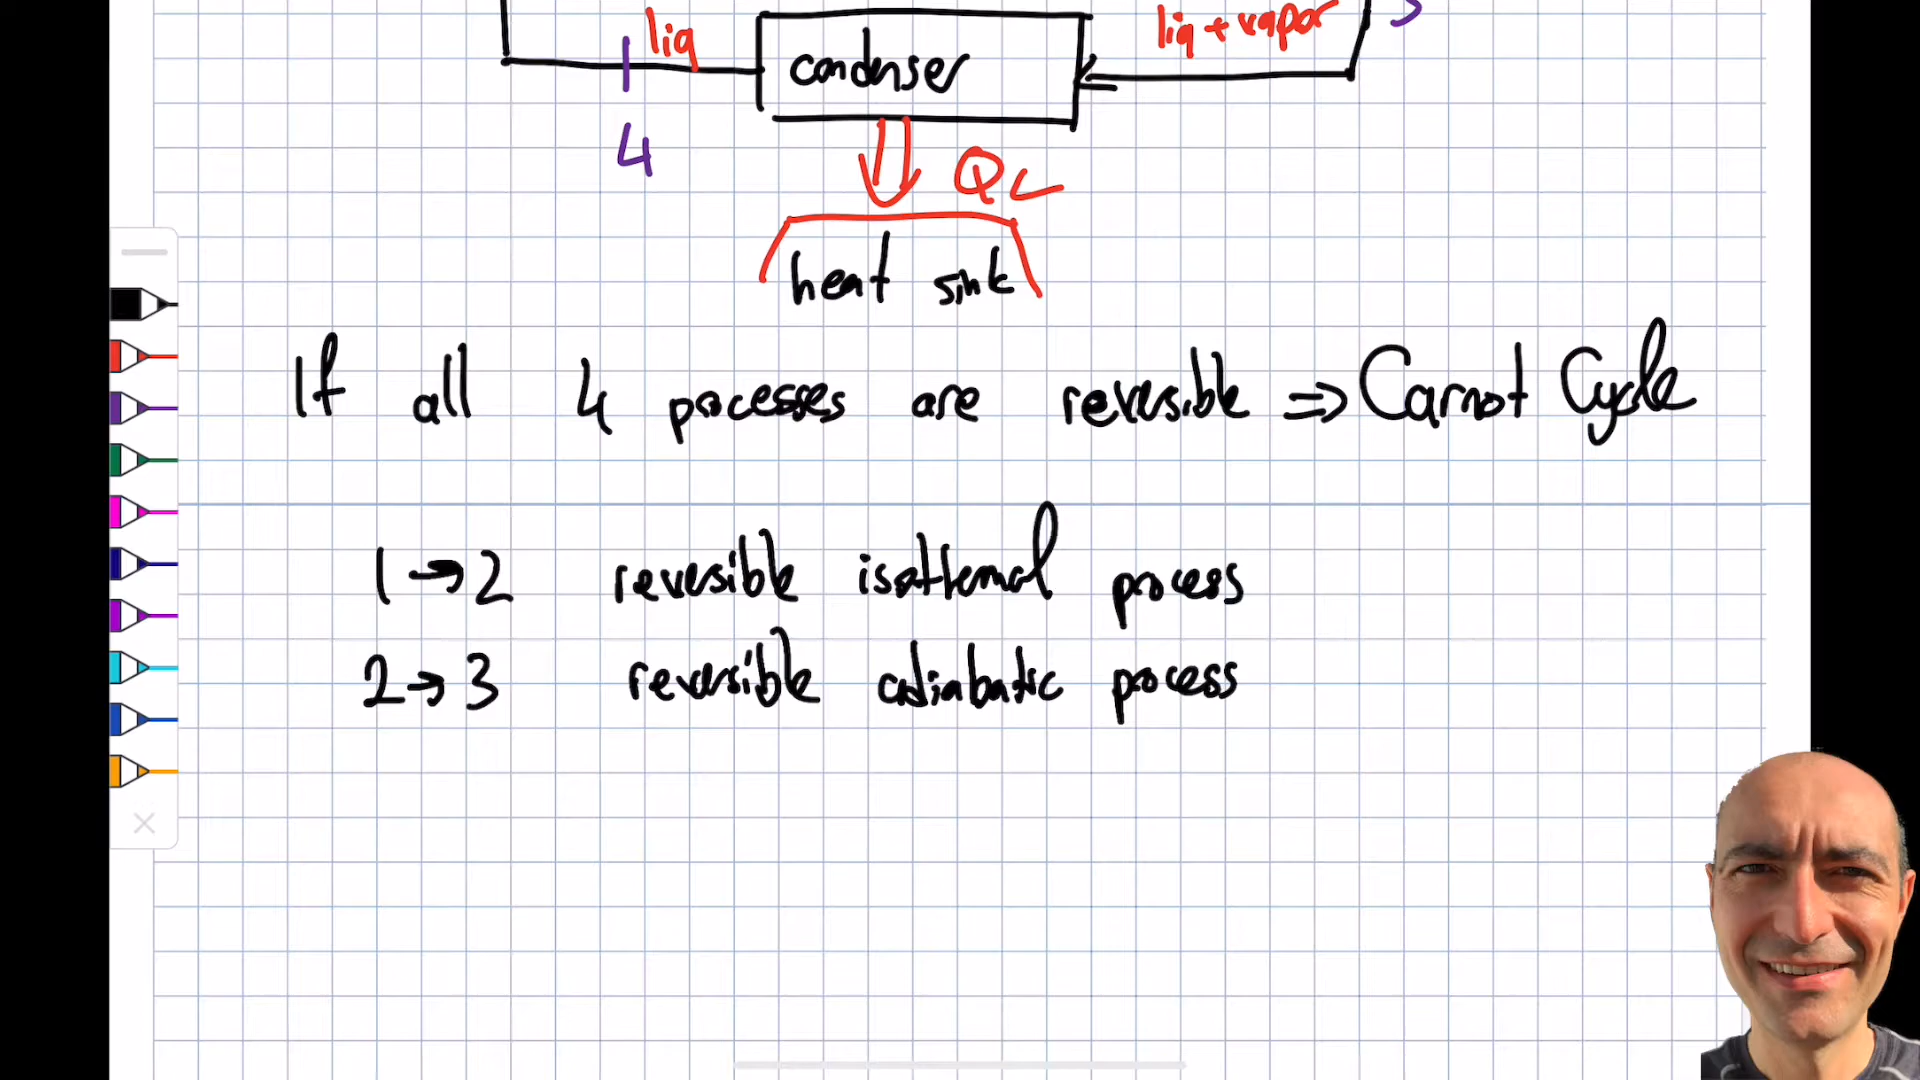 liq
condenser
liq + vapor
3
4
QL
heat sink
If all 4 processes are reversible ⇒ Carnot Cycle
1 → 2 reversible isothermal process
2 → 3 reversible adiabatic process